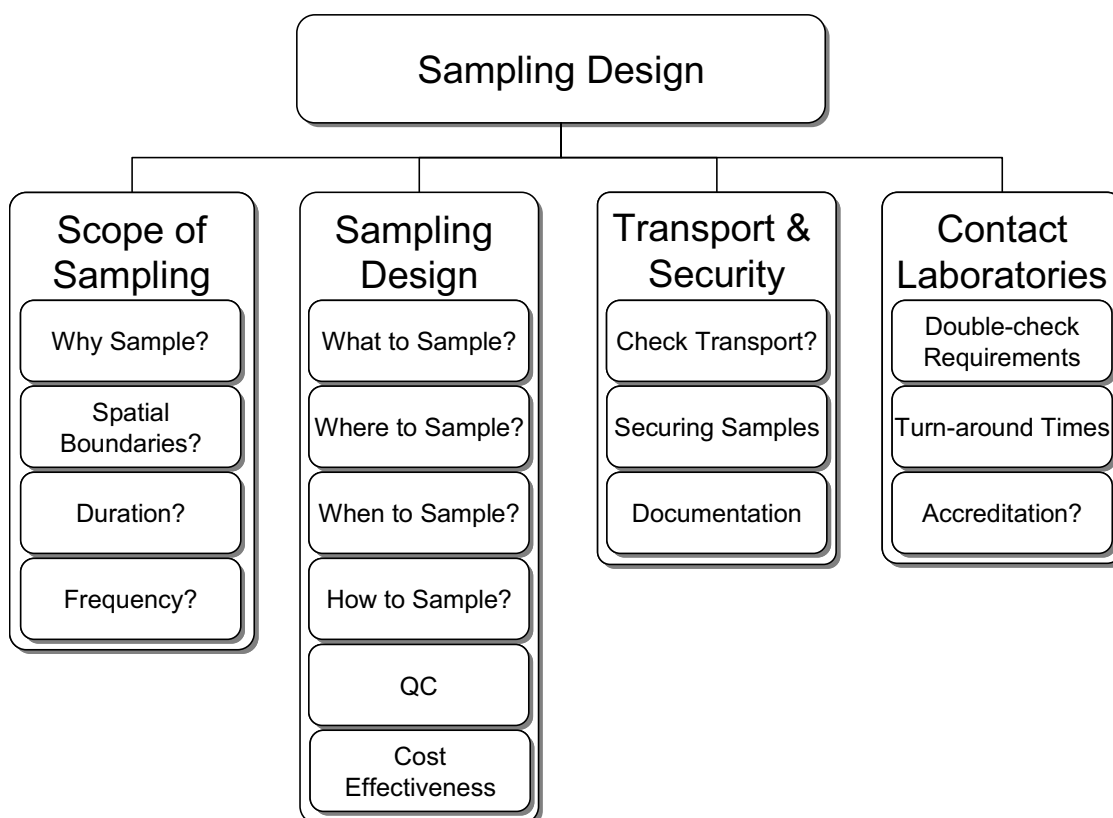 Sampling Design
Scope of
Sampling
Why Sample?
Spatial
Boundaries?
Duration?
Frequency?
Sampling
Design
What to Sample?
Where to Sample?
When to Sample?
How to Sample?
QC
Cost
Effectiveness
Transport &
Security
Check Transport?
Securing Samples
Documentation
Contact
Laboratories
Double-check
Requirements
Turn-around Times
Accreditation?